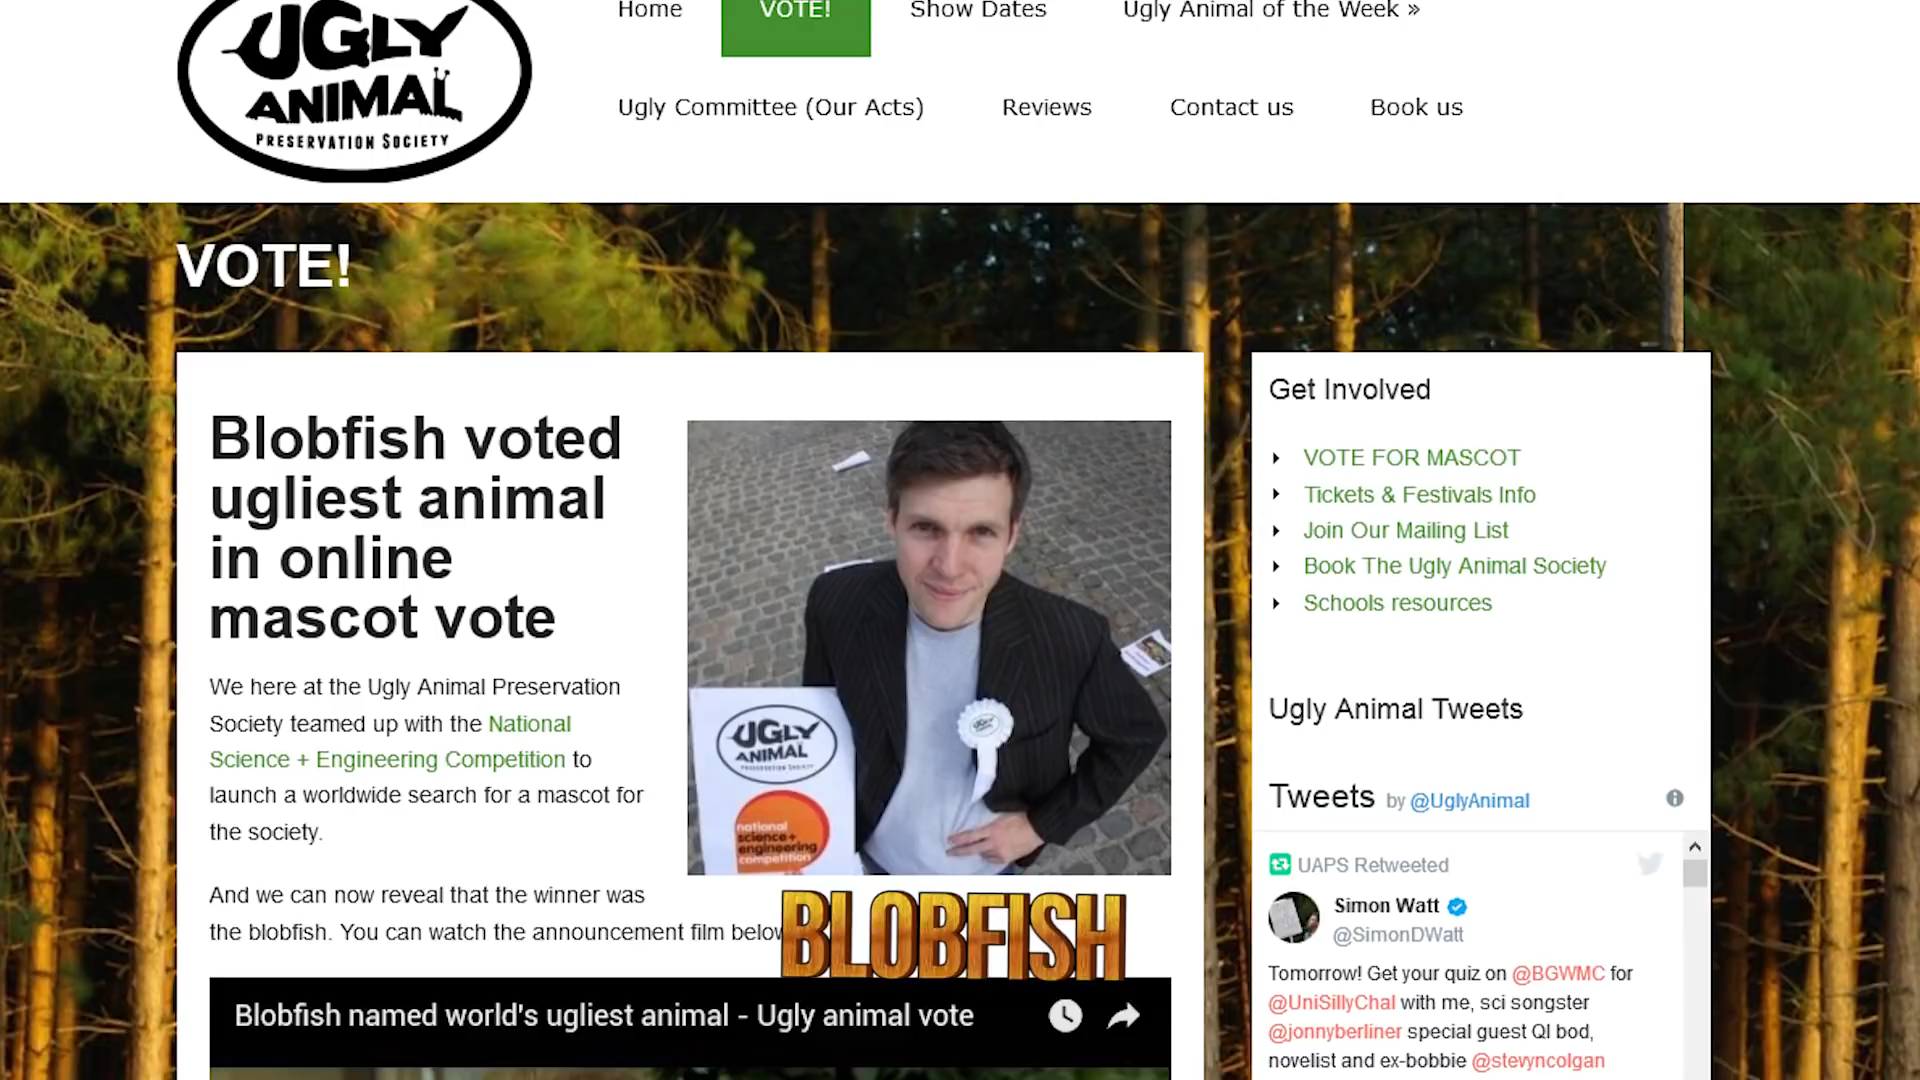 UGLY
ANIMAL
PRESERVATION SOCIETY
Home
VOTE!
Show Dates
Ugly Animal of the Week »
Ugly Committee (Our Acts)
Reviews
Contact us
Book us
VOTE!
Blobfish voted
ugliest animal
in online
mascot vote
We here at the Ugly Animal Preservation
Society teamed up with the National
Science + Engineering Competition to
launch a worldwide search for a mascot for
the society.
And we can now reveal that the winner was
the blobfish. You can watch the announcement film below
UGLY
ANIMAL
PRESERVATION SOCIETY
national
science+
engineering
competition
BLOBFISH
Blobfish named world's ugliest animal - Ugly animal vote
Get Involved
VOTE FOR MASCOT
Tickets & Festivals Info
Join Our Mailing List
Book The Ugly Animal Society
Schools resources
Ugly Animal Tweets
Tweets by @UglyAnimal
UAPS Retweeted
Simon Watt
@SimonDWatt
Tomorrow! Get your quiz on @BGWMC for
@UniSillyChal with me, sci songster
@jonnyberliner special guest QI bod,
novelist and ex-bobbie @stevyncolgan